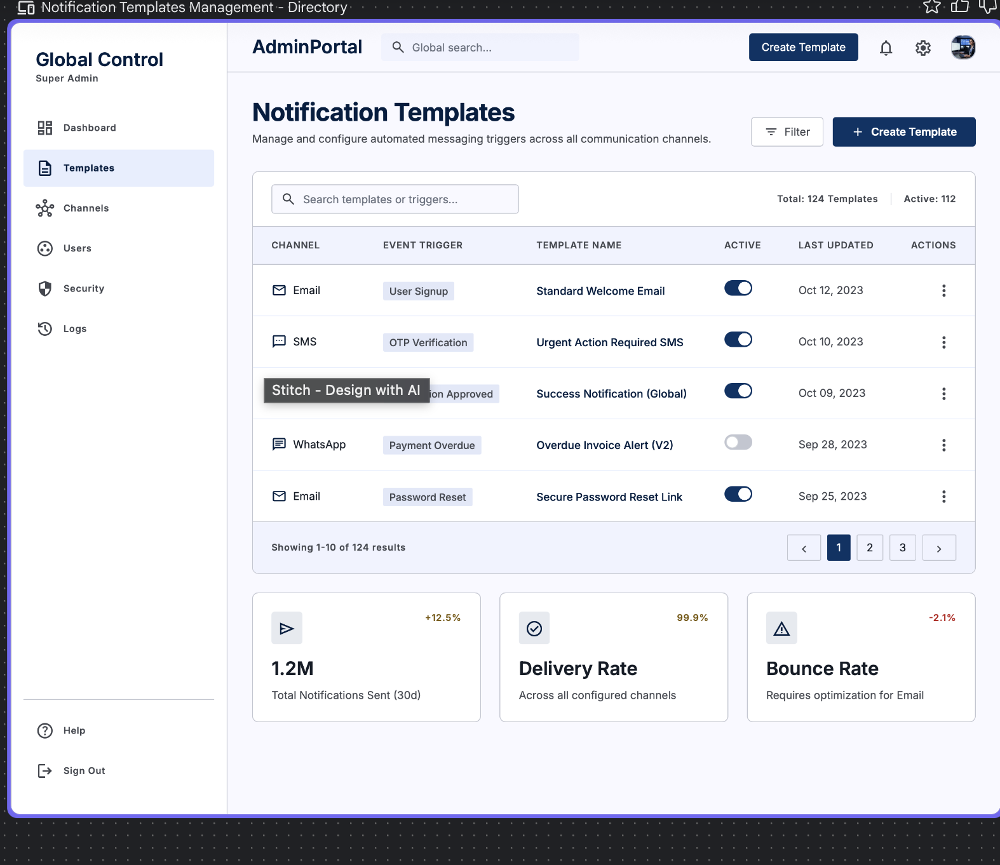 Notification Templates Management - Directory
Global Control
Super Admin
Dashboard
Templates
Channels
Users
Security
Logs
Help
Sign Out
AdminPortal
Global search...
Create Template
Notification Templates
Manage and configure automated messaging triggers across all communication channels.
Filter
+ Create Template
Search templates or triggers...
Total: 124 Templates
Active: 112
CHANNEL EVENT TRIGGER TEMPLATE NAME ACTIVE LAST UPDATED ACTIONS
Email User Signup Standard Welcome Email Oct 12, 2023
SMS OTP Verification Urgent Action Required SMS Oct 10, 2023
Stitch - Design with AI
Approved Success Notification (Global) Oct 09, 2023
WhatsApp Payment Overdue Overdue Invoice Alert (V2) Sep 28, 2023
Email Password Reset Secure Password Reset Link Sep 25, 2023
Showing 1-10 of 124 results
‹ 1 2 3 ›
+12.5%
1.2M
Total Notifications Sent (30d)
99.9%
Delivery Rate
Across all configured channels
-2.1%
Bounce Rate
Requires optimization for Email